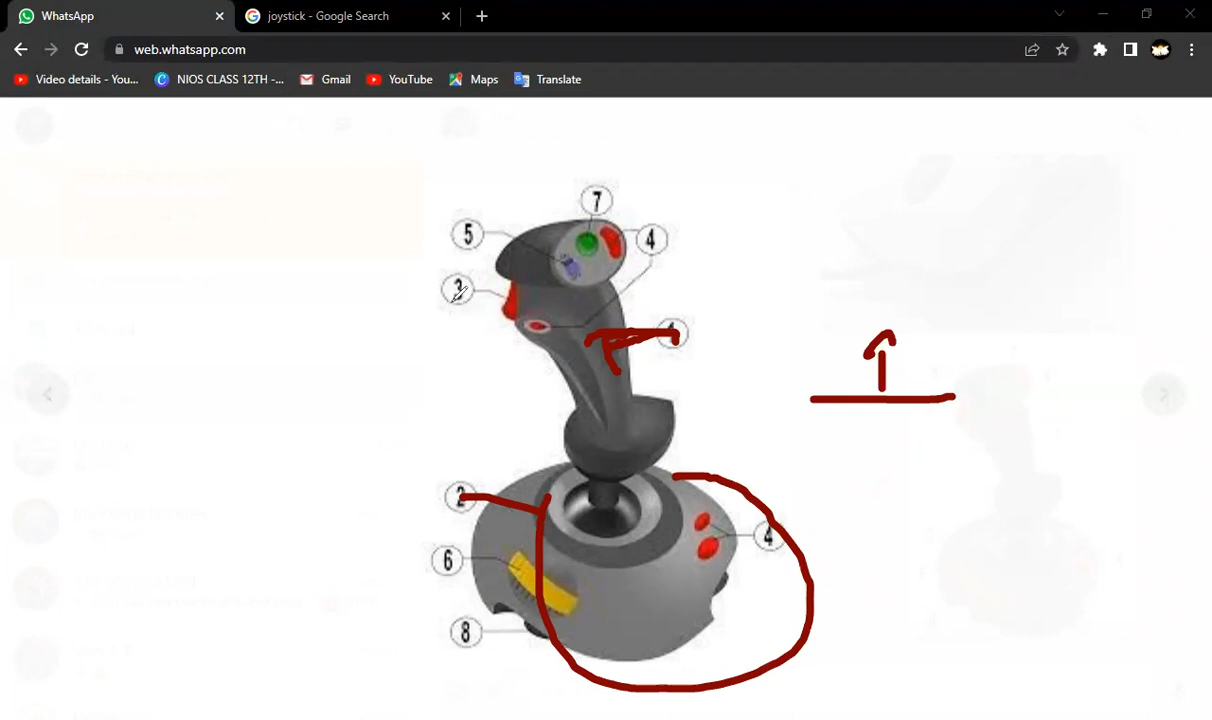 WhatsApp
joystick - Google Search
web.whatsapp.com
Video details - You...
NIOS CLASS 12TH -...
Gmail
YouTube
Maps
Translate
7
5
4
3
1
2
4
6
8